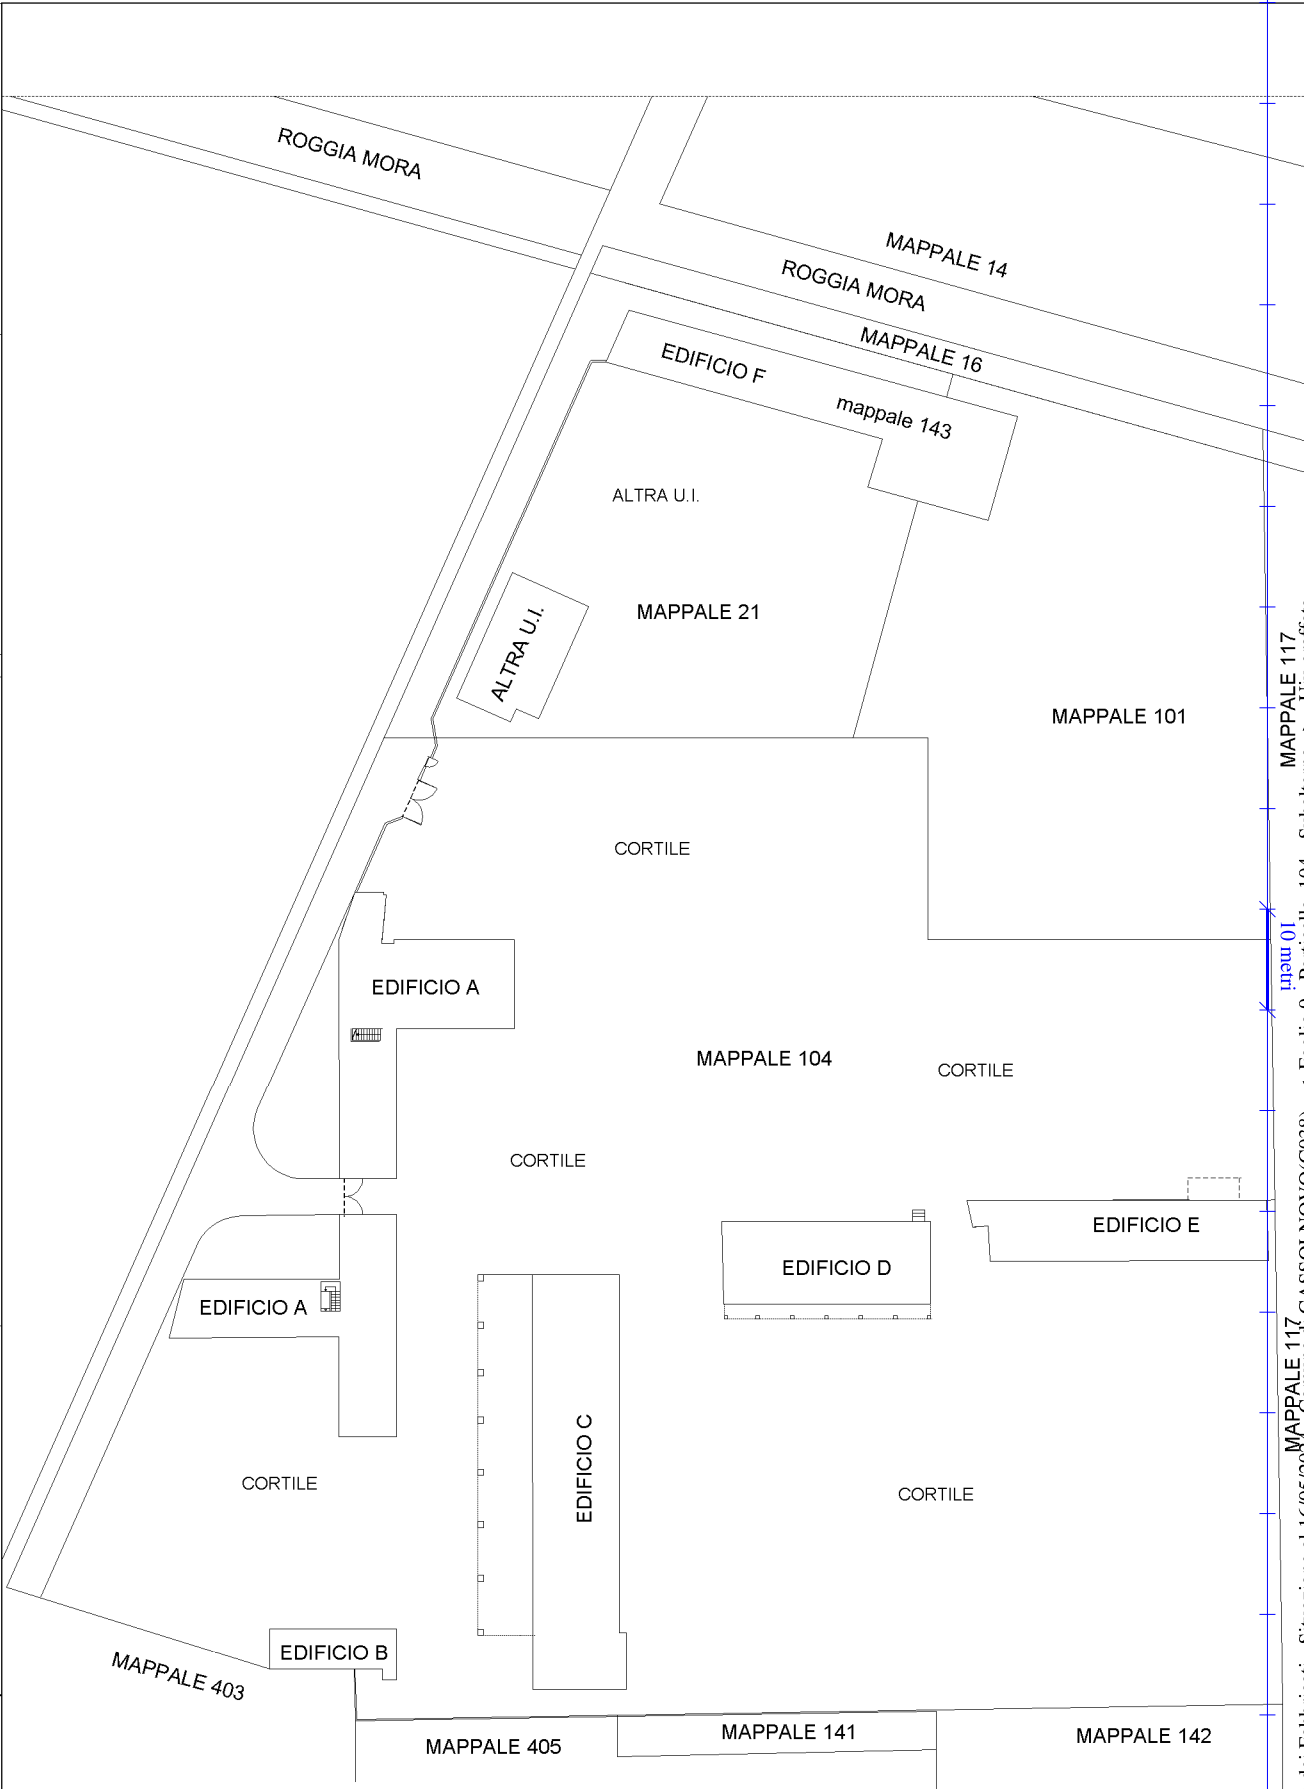 ROGGIA MORA
MAPPALE 14
ROGGIA MORA
MAPPALE 16
EDIFICIO F
mappale 143
ALTRA U.I.
MAPPALE 21
ALTRA U.I.
MAPPALE 117
MAPPALE 101
CORTILE
10 metri
EDIFICIO A
MAPPALE 104
CORTILE
CORTILE
EDIFICIO E
EDIFICIO D
EDIFICIO A
MAPPALE 117
EDIFICIO C
CORTILE
CORTILE
EDIFICIO B
MAPPALE 403
MAPPALE 405
MAPPALE 141
MAPPALE 142